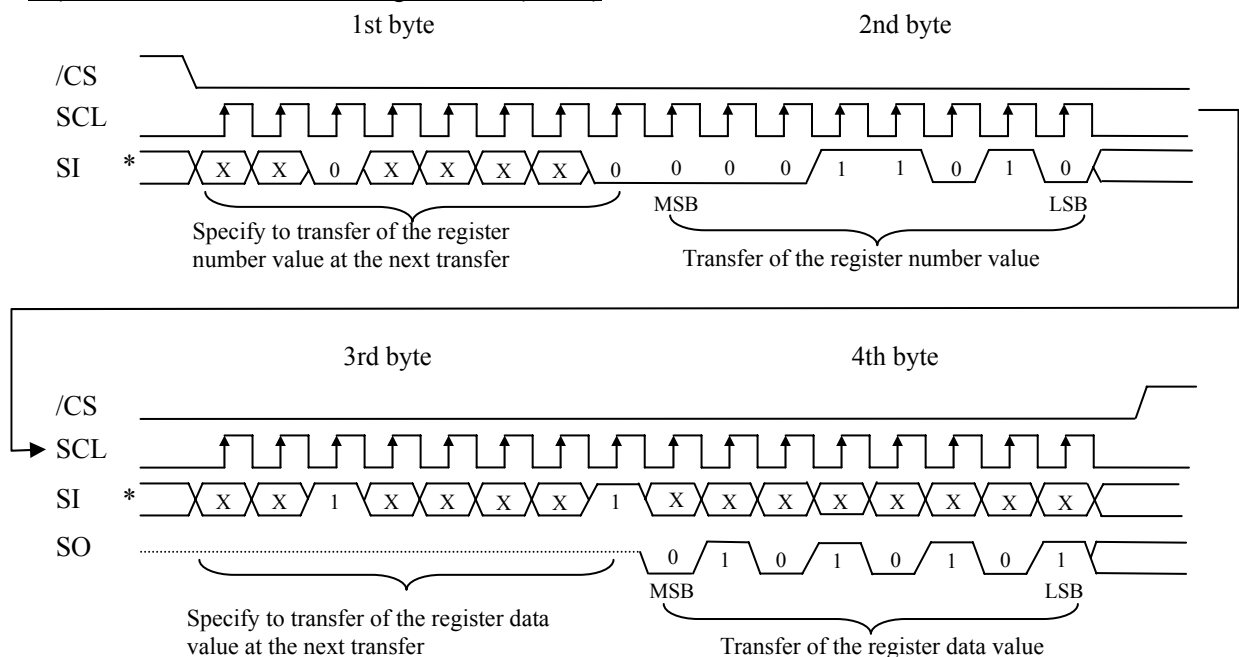 1st byte 2nd byte
/CS
SCL
SI * X X 0 X X X X 0 0 0 0 1 1 0 1 0
MSB LSB
Specify to transfer of the register
number value at the next transfer
Transfer of the register number value
3rd byte 4th byte
/CS
SCL
SI * X X 1 X X X X 1 X X X X X X X X
SO 0 1 0 1 0 1 0 1
MSB LSB
Specify to transfer of the register data
value at the next transfer
Transfer of the register data value